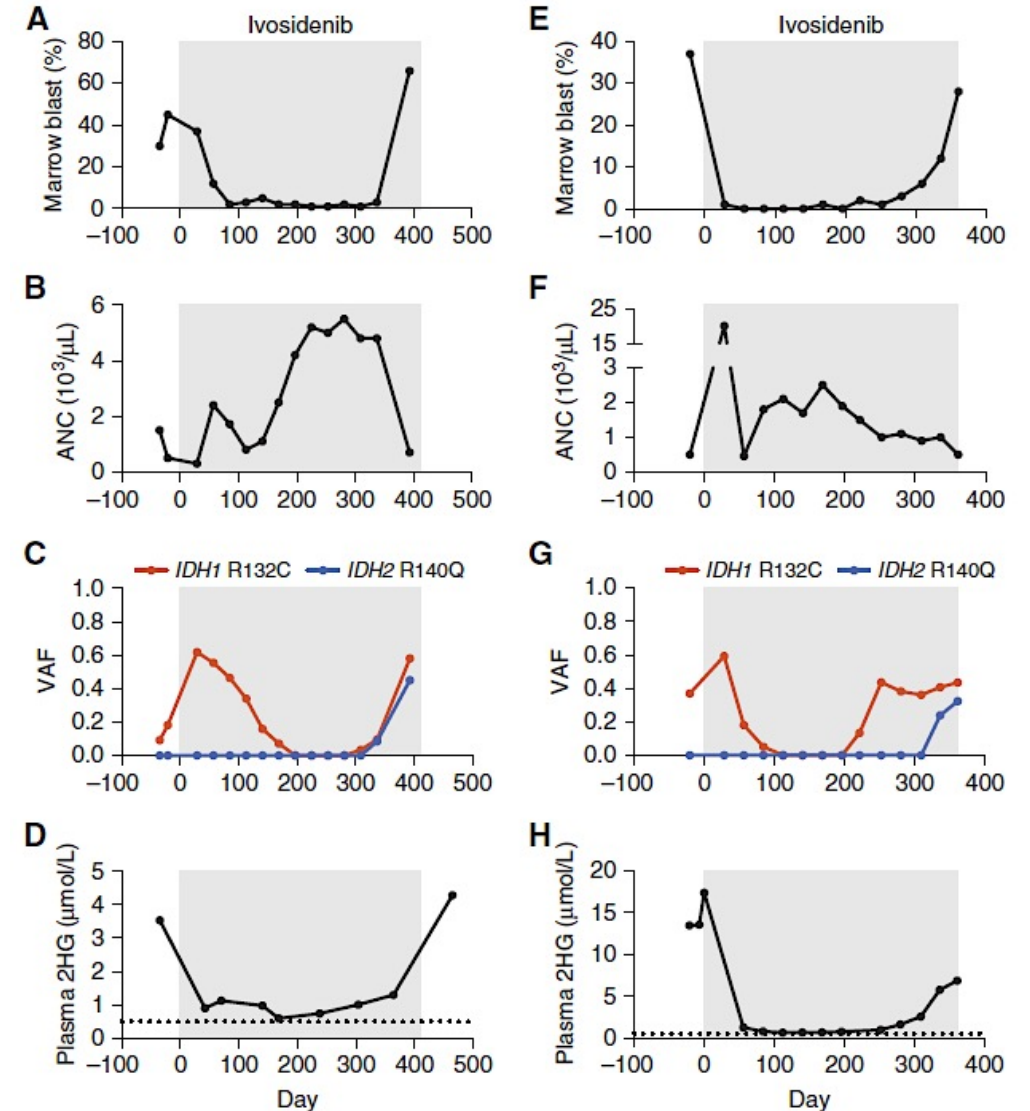 A
Ivosidenib
Marrow blast (%)
80
60
40
20
0
–100 0 100 200 300 400 500
B
ANC (10³/μL)
6
4
2
0
–100 0 100 200 300 400 500
C
IDH1 R132C IDH2 R140Q
VAF
1.0
0.8
0.6
0.4
0.2
0.0
–100 0 100 200 300 400 500
D
Plasma 2HG (μmol/L)
5
4
3
2
1
0
–100 0 100 200 300 400 500
Day
E
Ivosidenib
Marrow blast (%)
40
30
20
10
0
–100 0 100 200 300 400
F
ANC (10³/μL)
25
15
3
2
1
0
–100 0 100 200 300 400
G
IDH1 R132C IDH2 R140Q
VAF
1.0
0.8
0.6
0.4
0.2
0.0
–100 0 100 200 300 400
H
Plasma 2HG (μmol/L)
20
15
10
5
0
–100 0 100 200 300 400
Day